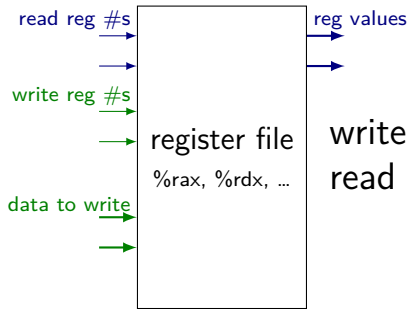 read reg #s
reg values
write reg #s
register file
%rax, %rdx, ...
write
read
data to write